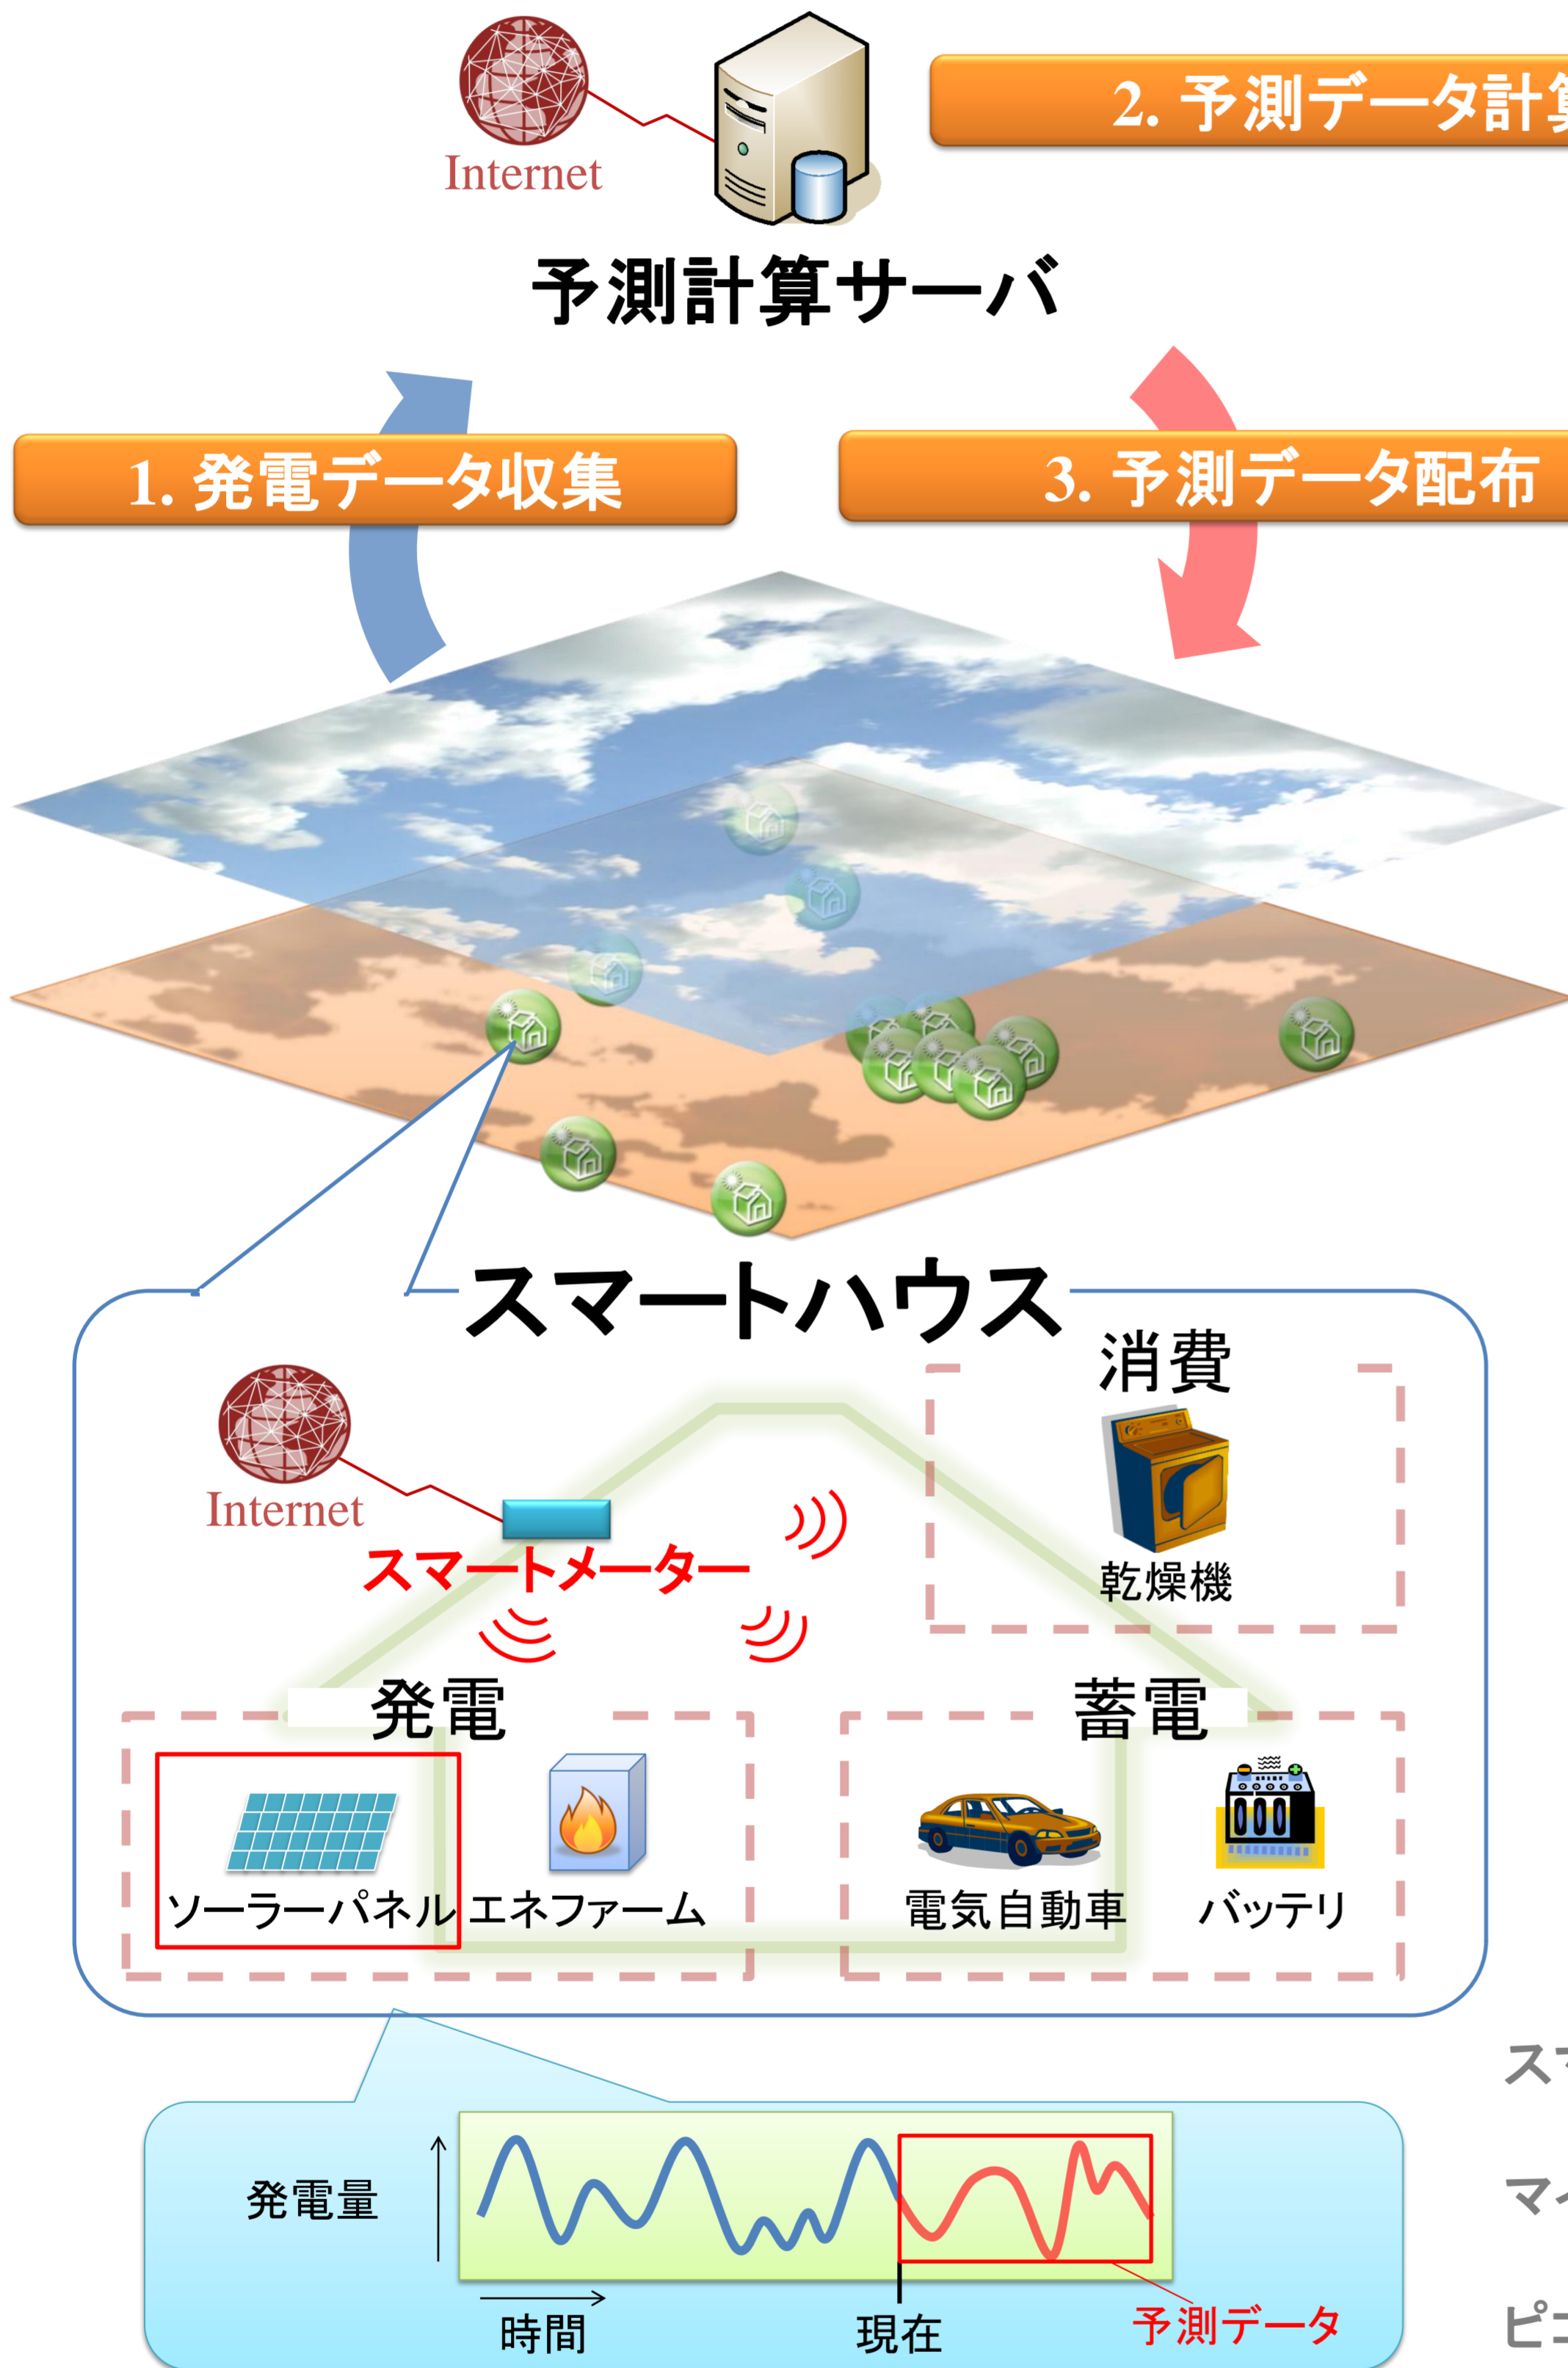 Internet
2. 予測データ計算
予測計算サーバ
1. 発電データ収集
3. 予測データ配布
スマートハウス
消費
Internet
スマートメーター
乾燥機
発電
蓄電
ソーラーパネル
エネファーム
電気自動車
バッテリ
発電量
時間
現在
予測データ